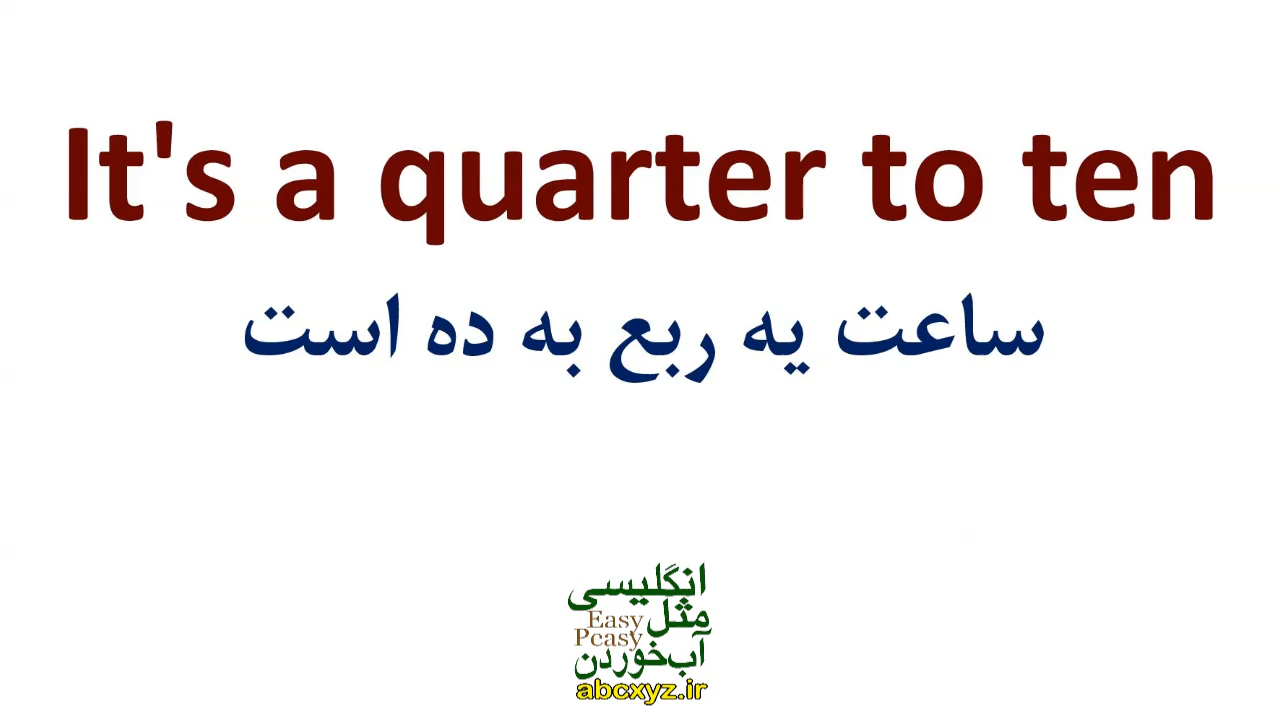 It's a quarter to ten
ساعت یه ربع به ده است
انگلیسی
مثل
Easy
Peasy
آب‌خوردن
abcxyz.ir